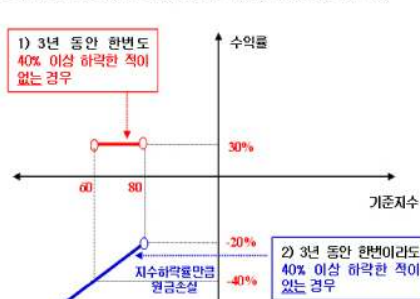 1) 3년 동안 한번도
40% 이상 하락한 적이
없는 경우
수익률
30%
60
80
기준지수
-20%
지수하락률만큼
원금손실
-40%
2) 3년 동안 한번이라도
40% 이상 하락한 적이
있는 경우